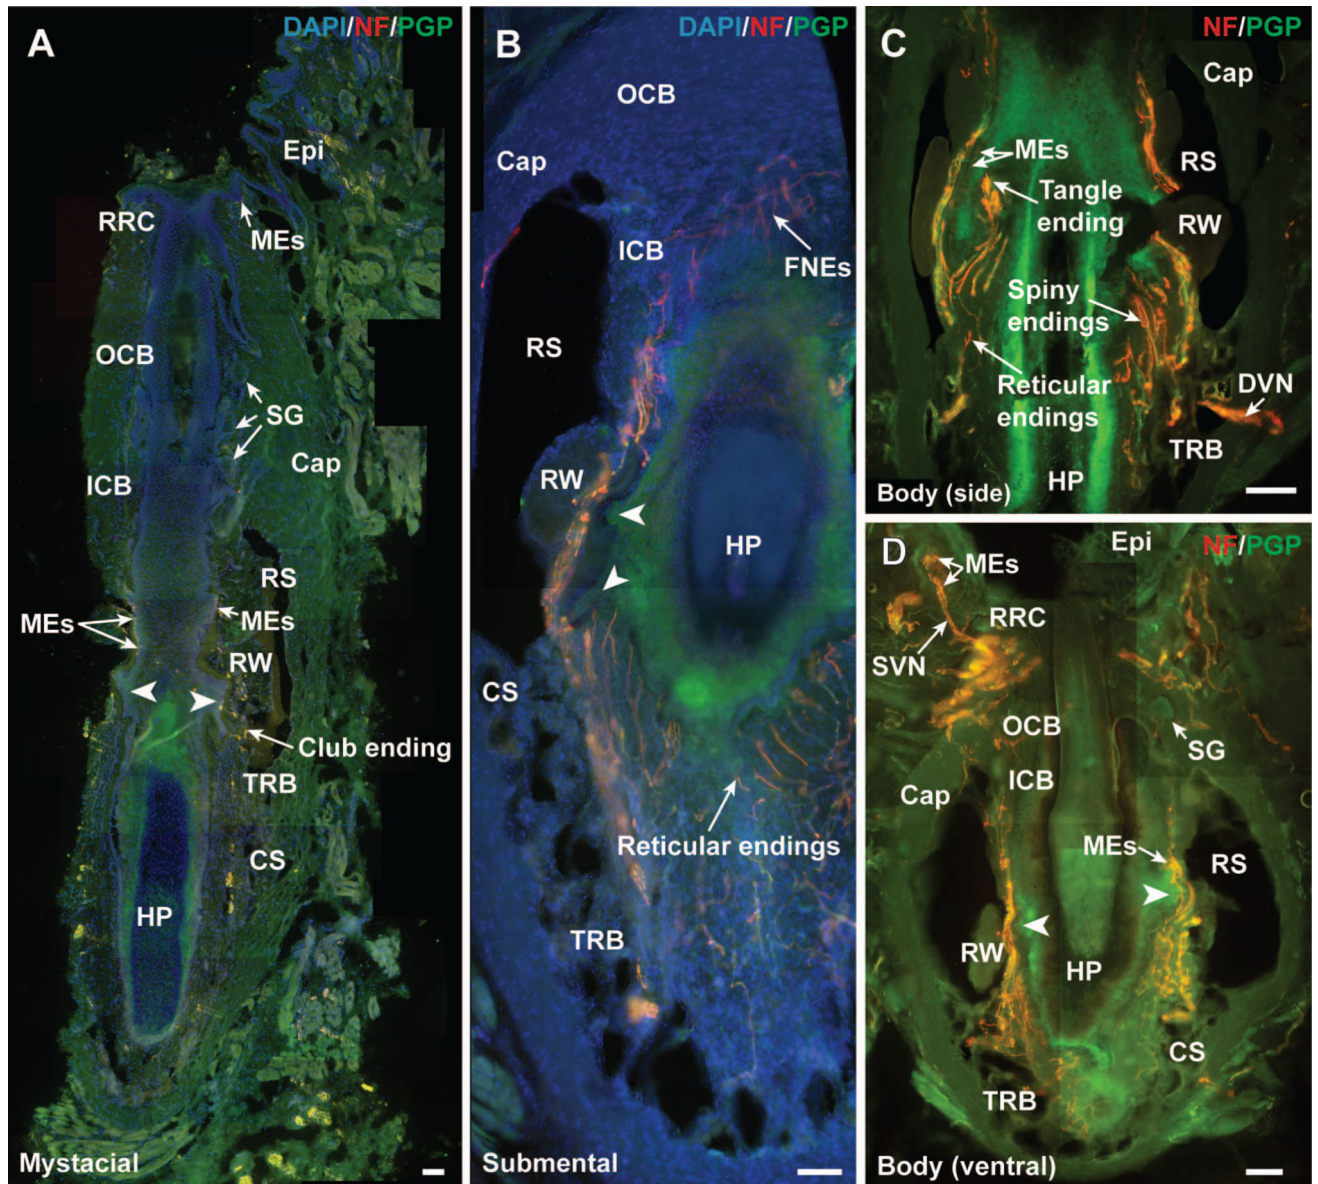 A
DAPI/NF/PGP
Epi
RRC
MEs
OCB
SG
Cap
ICB
RS
MEs
MEs
RW
Club ending
TRB
CS
HP
Mystacial
B
DAPI/NF/PGP
OCB
Cap
ICB
FNEs
RS
RW
HP
CS
Reticular endings
TRB
Submental
C
NF/PGP
Cap
MEs
RS
Tangle
ending
RW
Spiny
endings
Reticular
endings
DVN
TRB
HP
Body (side)
D
Epi
NF/PGP
MEs
RRC
SVN
OCB
SG
ICB
Cap
MEs
RS
RW
HP
CS
TRB
Body (ventral)